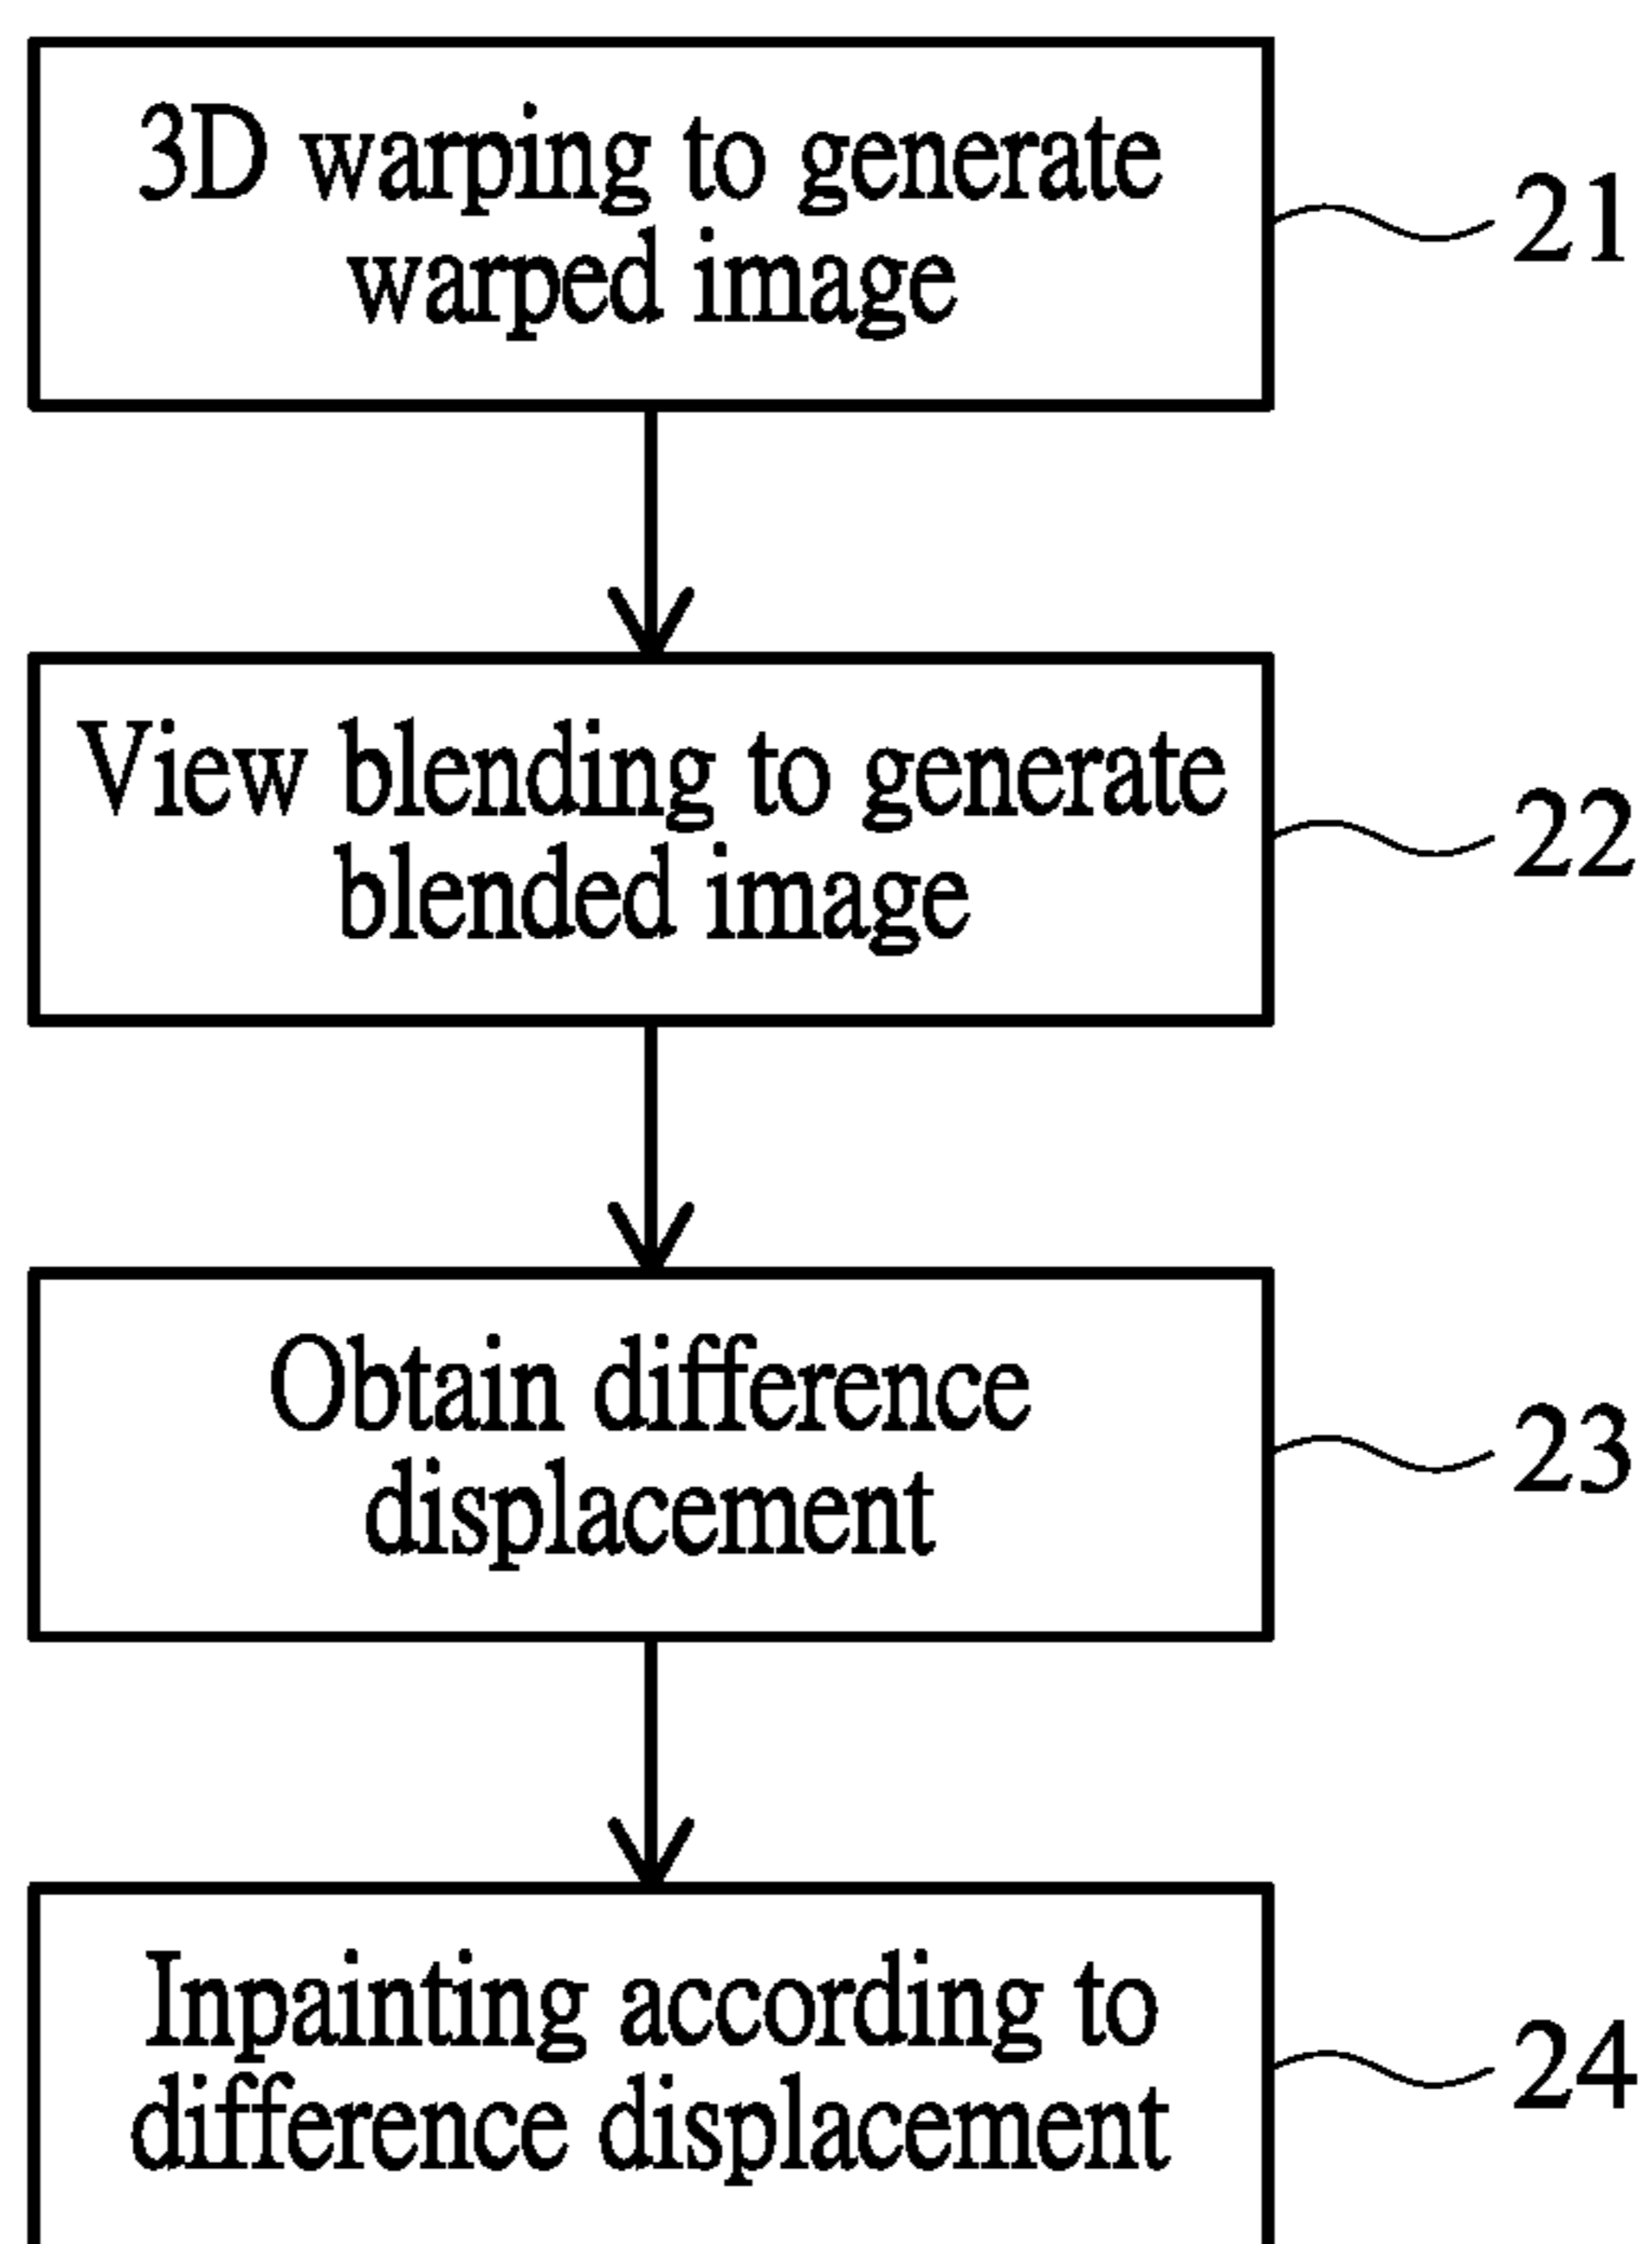 3D warping to generate
warped image
21
View blending to generate
blended image
22
Obtain difference
displacement
23
Inpainting according to
difference displacement
24